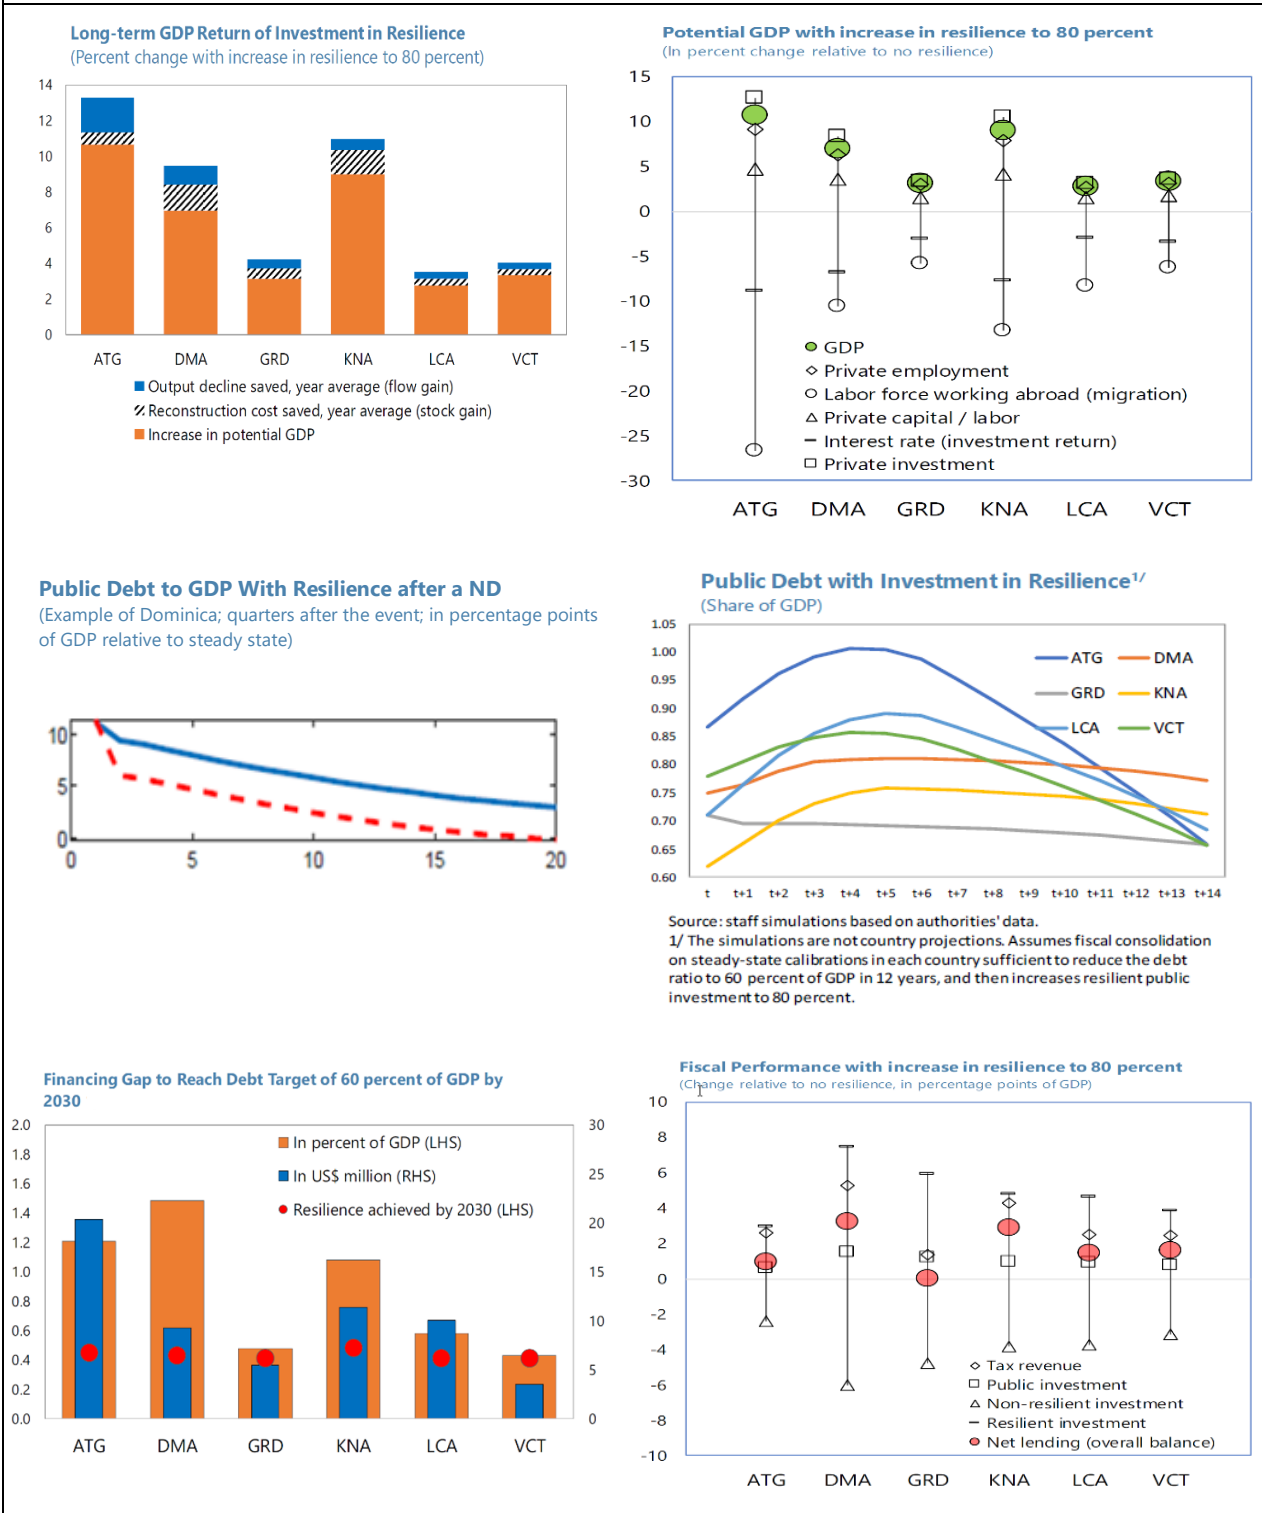 Long-term GDP Return of Investment in Resilience
(Percent change with increase in resilience to 80 percent)
14
12
10
8
6
4
2
0
ATG DMA GRD KNA LCA VCT
Output decline saved, year average (flow gain)
Reconstruction cost saved, year average (stock gain)
Increase in potential GDP
Potential GDP with increase in resilience to 80 percent
(In percent change relative to no resilience)
15
10
5
0
-5
-10
-15
-20
-25
-30
GDP
Private employment
Labor force working abroad (migration)
Private capital / labor
Interest rate (investment return)
Private investment
ATG DMA GRD KNA LCA VCT
Public Debt to GDP With Resilience after a ND
(Example of Dominica; quarters after the event; in percentage points
of GDP relative to steady state)
10
5
0
0 5 10 15 20
Public Debt with Investment in Resilience1/
(Share of GDP)
1.05
1.00
0.95
0.90
0.85
0.80
0.75
0.70
0.65
0.60
ATG DMA
GRD KNA
LCA VCT
t t+1 t+2 t+3 t+4 t+5 t+6 t+7 t+8 t+9 t+10 t+11 t+12 t+13 t+14
Source: staff simulations based on authorities' data.
1/ The simulations are not country projections. Assumes fiscal consolidation
on steady-state calibrations in each country sufficient to reduce the debt
ratio to 60 percent of GDP in 12 years, and then increases resilient public
investment to 80 percent.
Financing Gap to Reach Debt Target of 60 percent of GDP by
2030
2.0
1.8
1.6
1.4
1.2
1.0
0.8
0.6
0.4
0.2
0.0
30
25
20
15
10
5
0
In percent of GDP (LHS)
In US$ million (RHS)
Resilience achieved by 2030 (LHS)
ATG DMA GRD KNA LCA VCT
Fiscal Performance with increase in resilience to 80 percent
(Change relative to no resilience, in percentage points of GDP)
10
8
6
4
2
0
-2
-4
-6
-8
-10
Tax revenue
Public investment
Non-resilient investment
Resilient investment
Net lending (overall balance)
ATG DMA GRD KNA LCA VCT